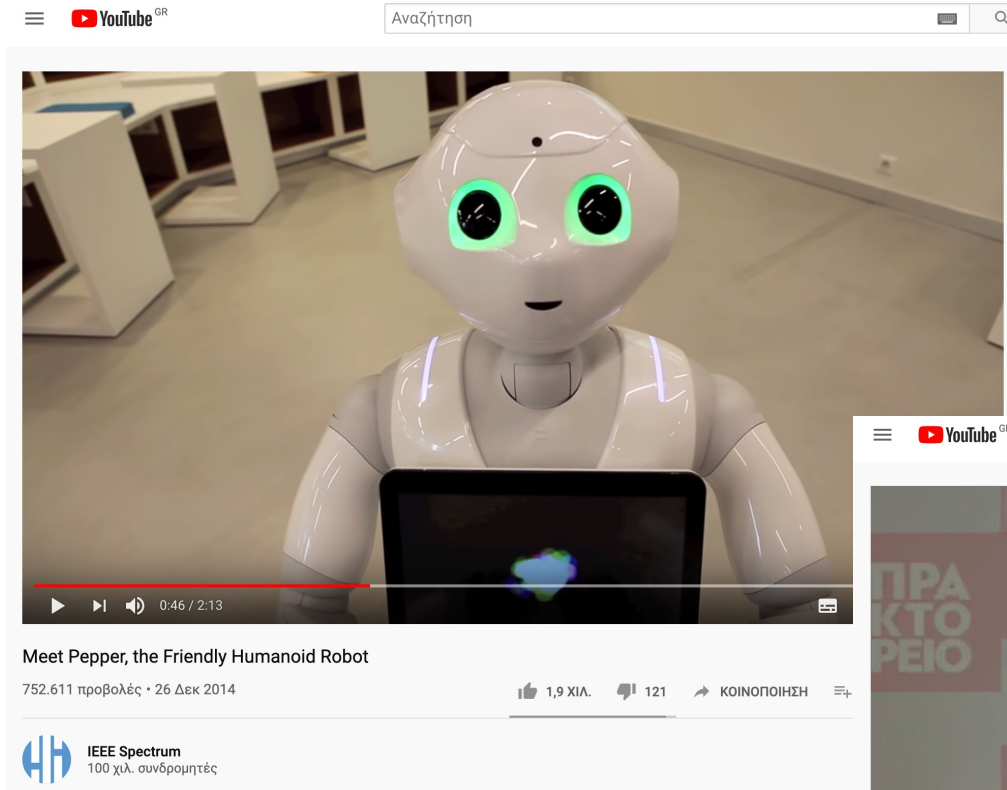 YouTube GR
Αναζήτηση
0:46 / 2:13
Meet Pepper, the Friendly Humanoid Robot
752.611 προβολές • 26 Δεκ 2014
1,9 ΧΙΛ. 121 ΚΟΙΝΟΠΟΙΗΣΗ
IEEE Spectrum
100 χιλ. συνδρομητές
YouTube
ΠΡΑ
ΚΤΟ
ΡΕΙΟ